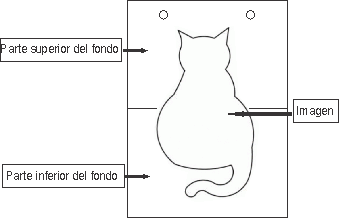 Parte superior del fondo
Imagen
Parte inferior del fondo